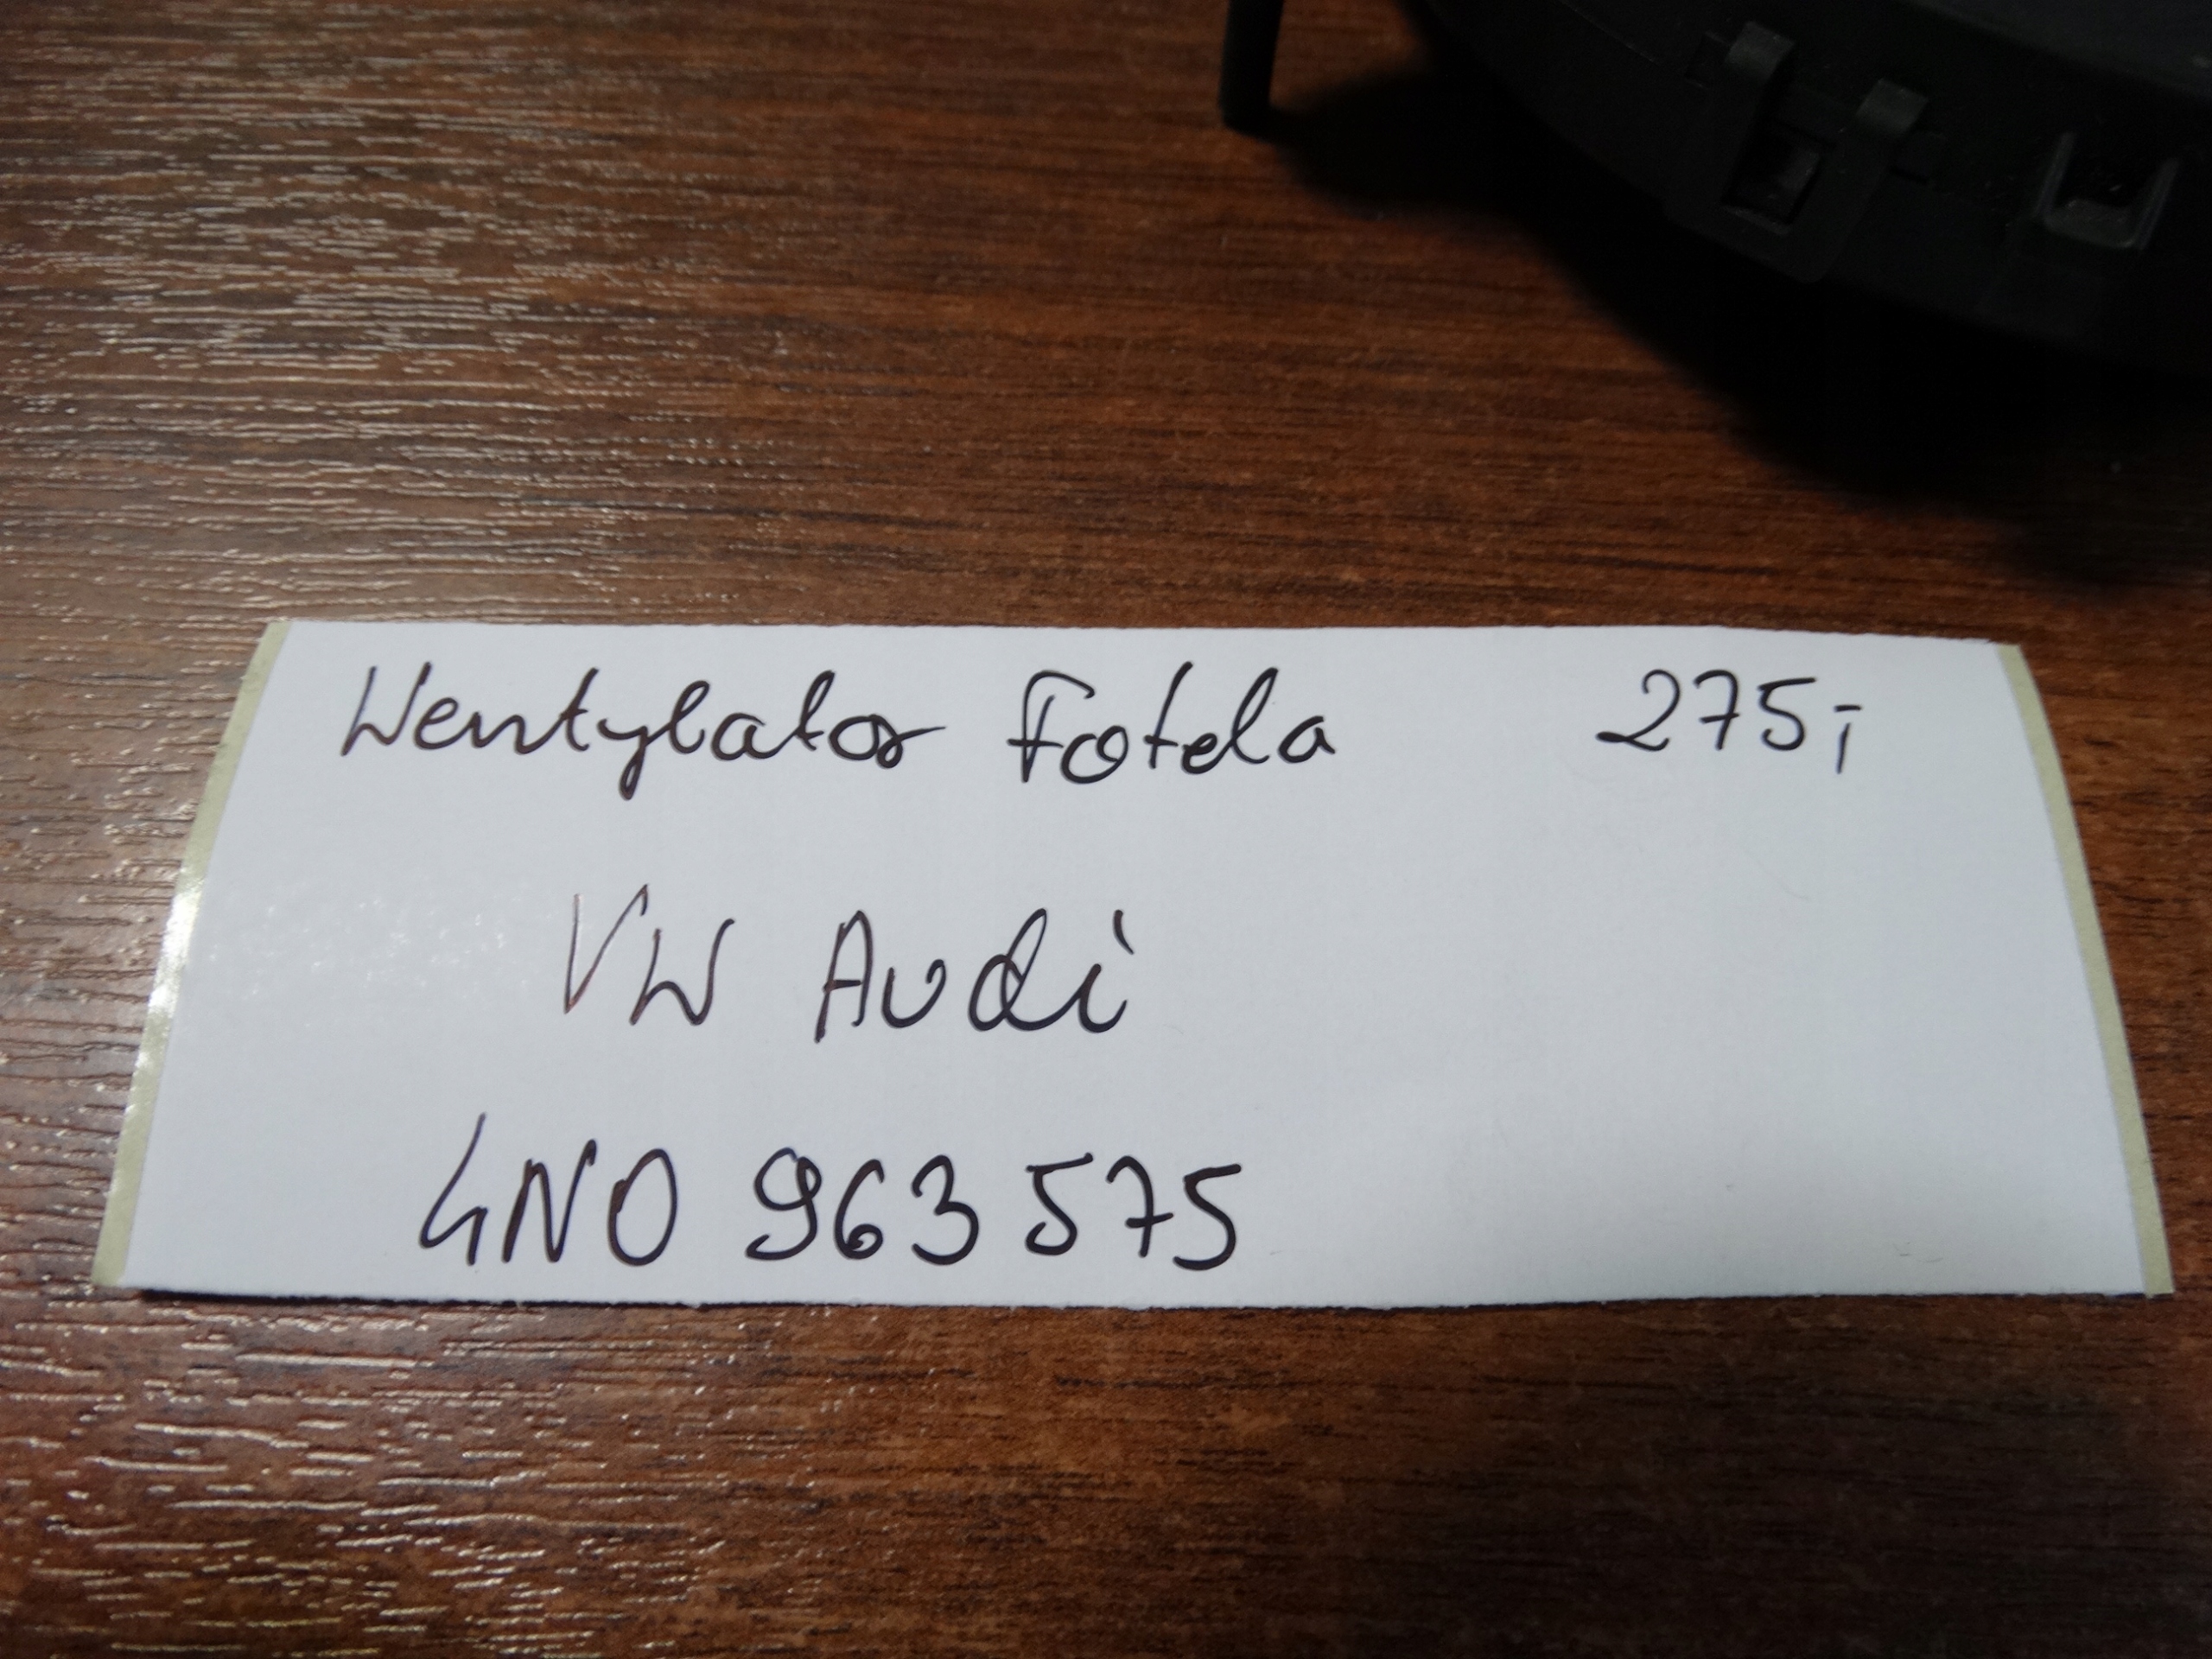 Wentylator Fotela 275,-
VW Audi
4N0 963 575